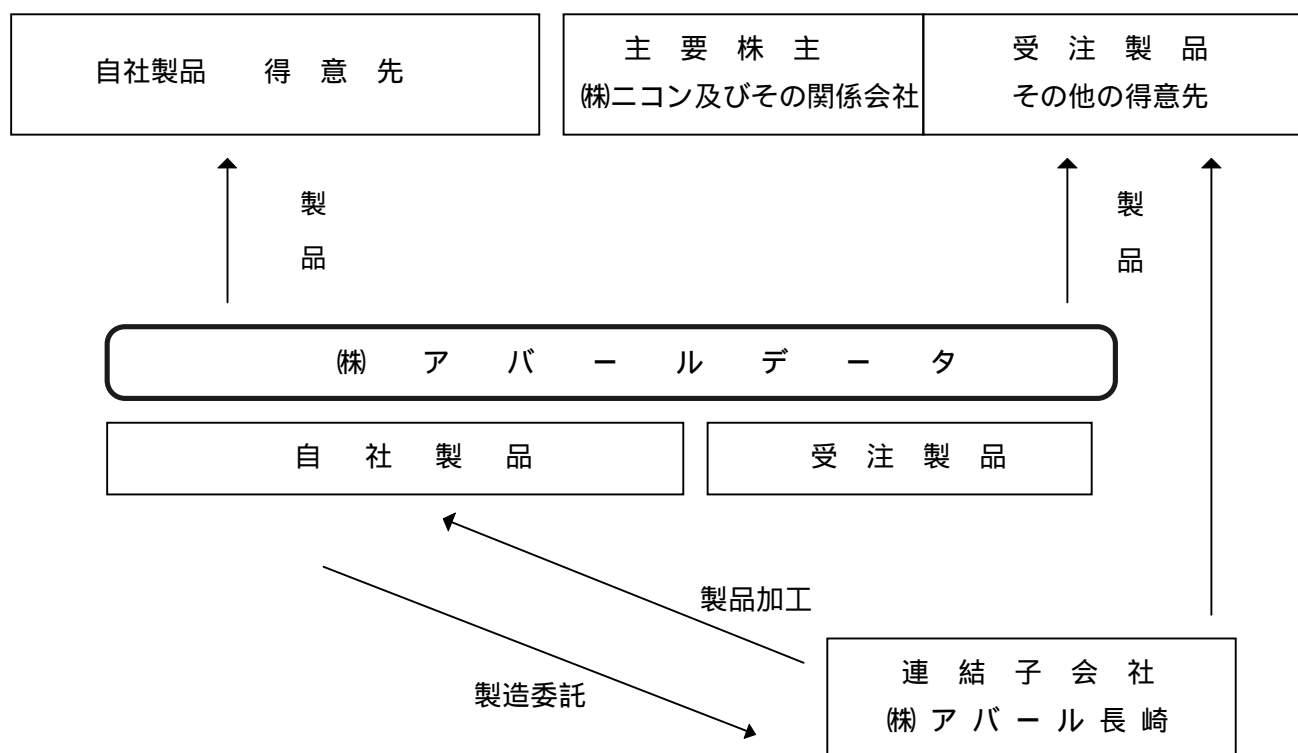 自社製品 得 意 先
主 要 株 主
㈱ニコン及びその関係会社
受 注 製 品
その他の得意先
製
品
製
品
㈱ ア バ ー ル デ ー タ
自 社 製 品
受 注 製 品
製品加工
製造委託
連 結 子 会 社
㈱ ア バ ー ル 長 崎